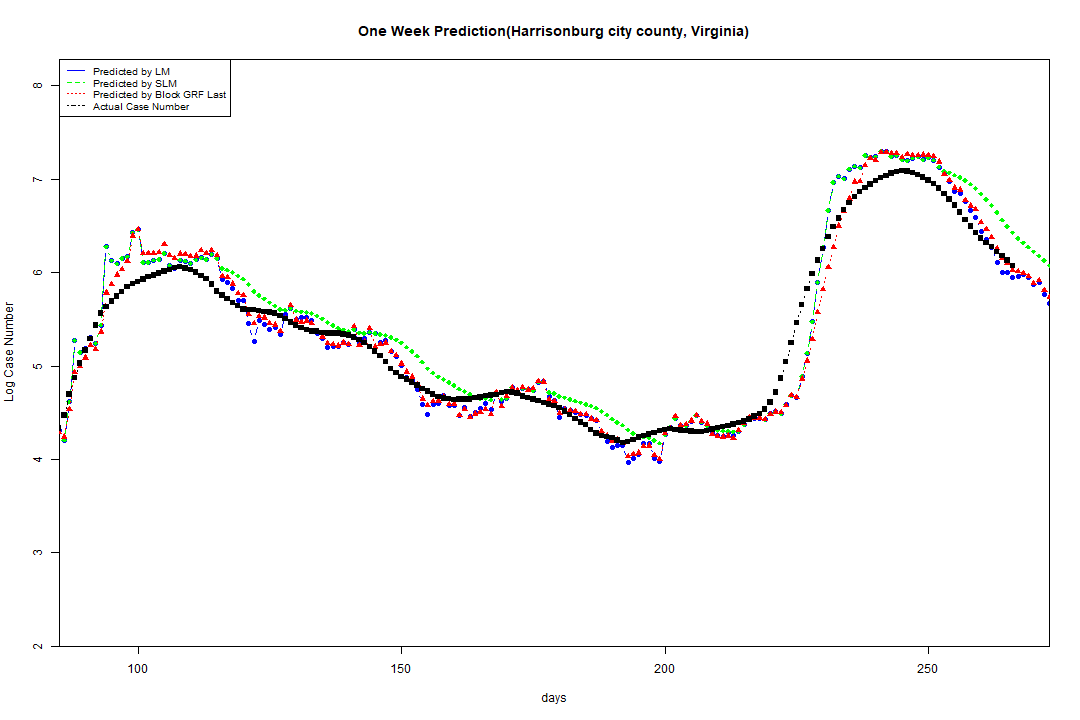 One Week Prediction(Harrisonburg city county, Virginia)
Predicted by LM
Predicted by SLM
Predicted by Block GRF Last
Actual Case Number
8
7
6
5
4
3
2
Log Case Number
100 150 200 250
days